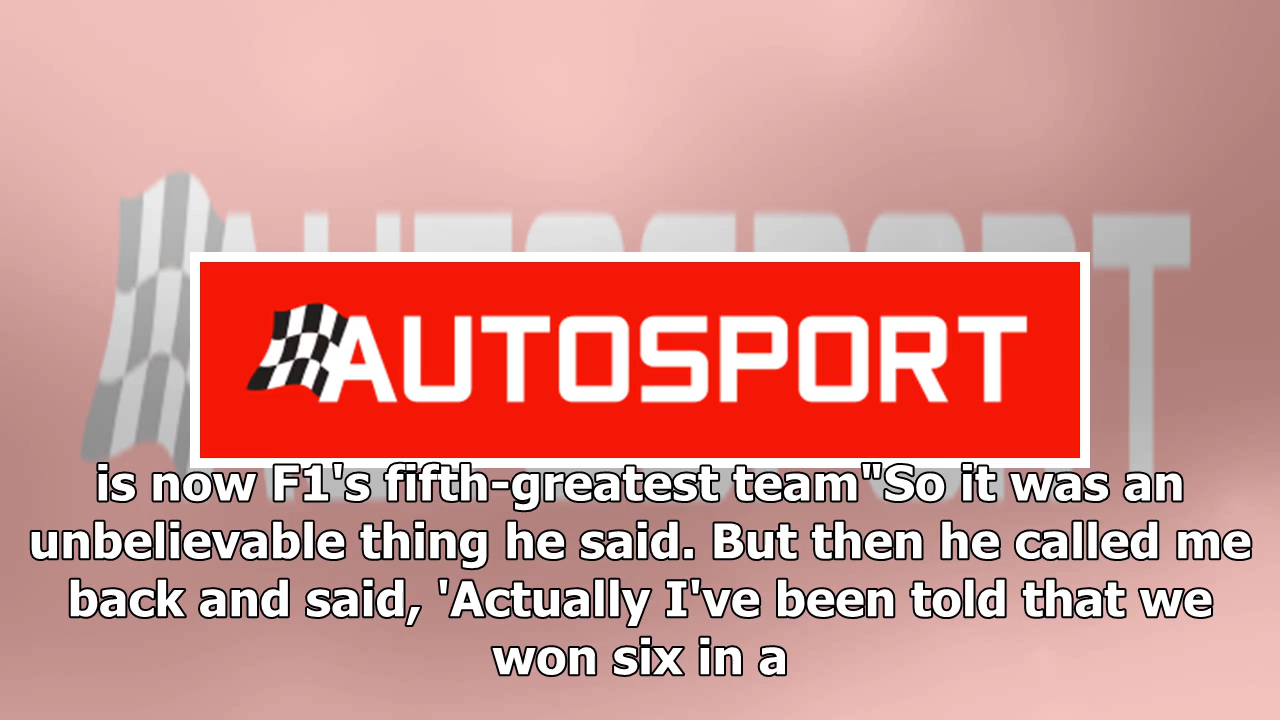 AUTOSPORT
AUTOSPORT
is now F1's fifth-greatest team"So it was an
unbelievable thing he said. But then he called me
back and said, 'Actually I've been told that we
won six in a